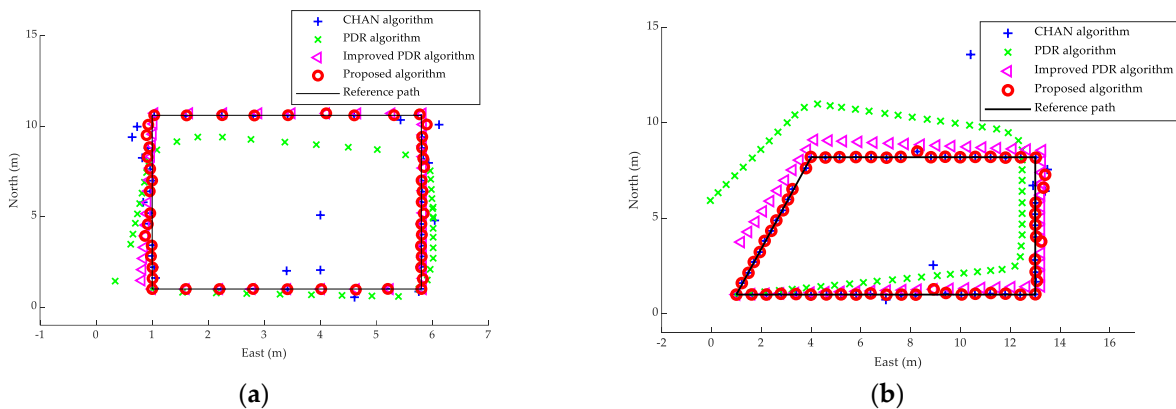 CHAN algorithm
PDR algorithm
Improved PDR algorithm
Proposed algorithm
Reference path
15
10
5
0
North (m)
-1 0 1 2 3 4 5 6 7
East (m)
(a)
CHAN algorithm
PDR algorithm
Improved PDR algorithm
Proposed algorithm
Reference path
15
10
5
0
North (m)
0 2 4 6 8 10 12 14 16
East (m)
(b)